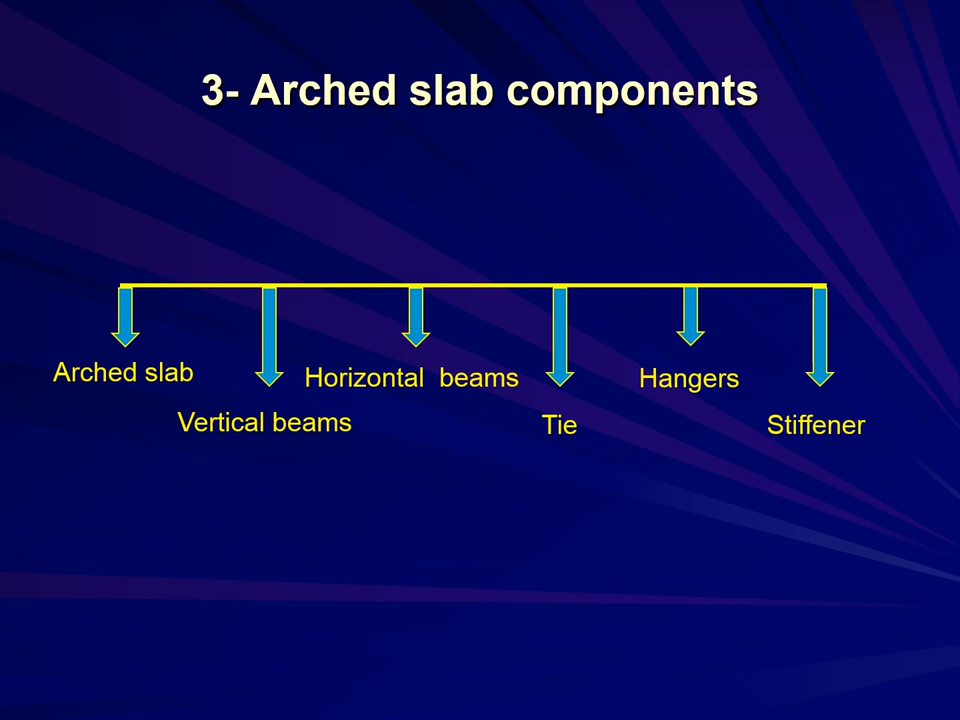 3- Arched slab components
Arched slab
Horizontal beams
Hangers
Vertical beams
Tie
Stiffener